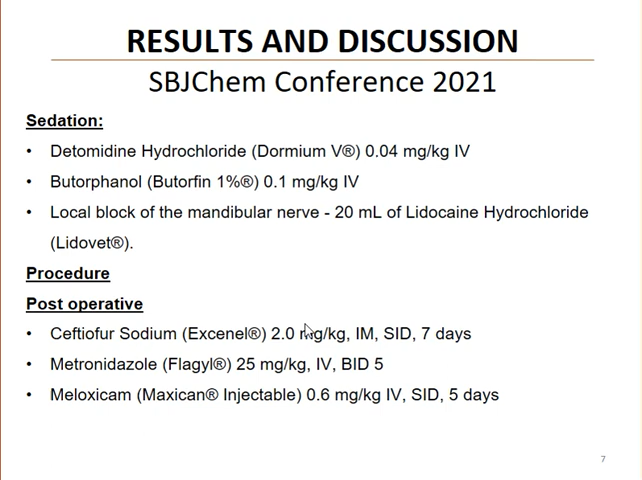 RESULTS AND DISCUSSION
SBJChem Conference 2021
Sedation:
• Detomidine Hydrochloride (Dormium V®) 0.04 mg/kg IV
• Butorphanol (Butorfin 1%®) 0.1 mg/kg IV
• Local block of the mandibular nerve - 20 mL of Lidocaine Hydrochloride
(Lidovet®).
Procedure
Post operative
• Ceftiofur Sodium (Excenel®) 2.0 mg/kg, IM, SID, 7 days
• Metronidazole (Flagyl®) 25 mg/kg, IV, BID 5
• Meloxicam (Maxican® Injectable) 0.6 mg/kg IV, SID, 5 days
7